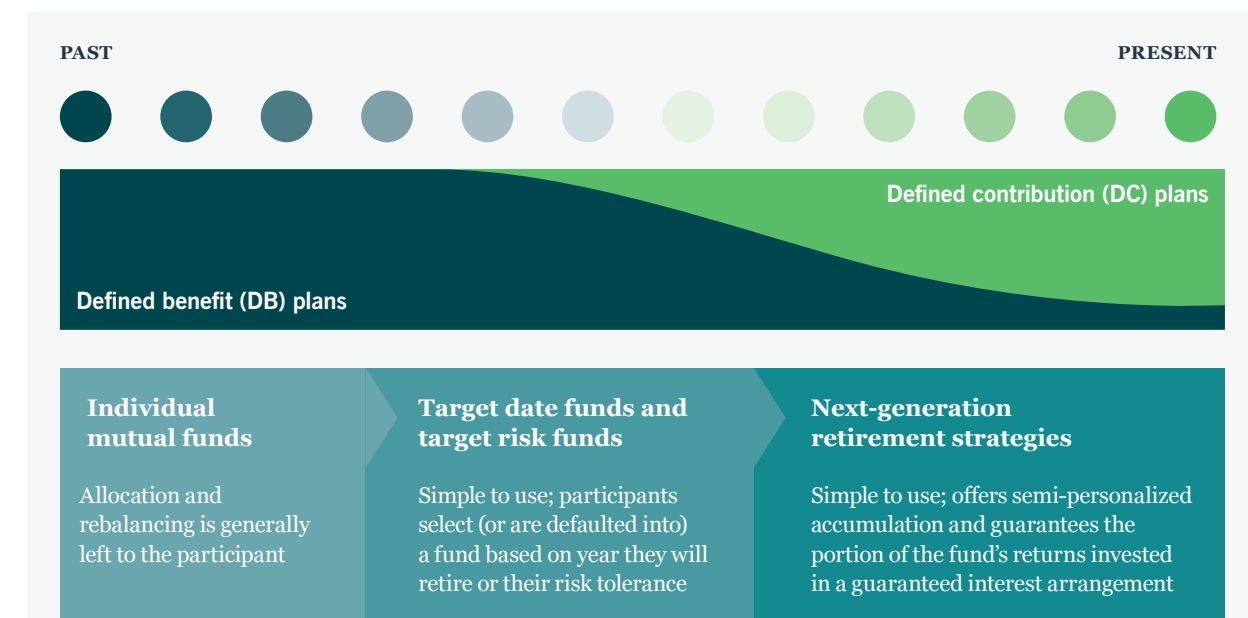 PAST
PRESENT
Defined contribution (DC) plans
Defined benefit (DB) plans
Individual
mutual funds
Allocation and
rebalancing is generally
left to the participant
Target date funds and
target risk funds
Simple to use; participants
select (or are defaulted into)
a fund based on year they will
retire or their risk tolerance
Next-generation
retirement strategies
Simple to use; offers semi-personalized
accumulation and guarantees the
portion of the fund’s returns invested
in a guaranteed interest arrangement